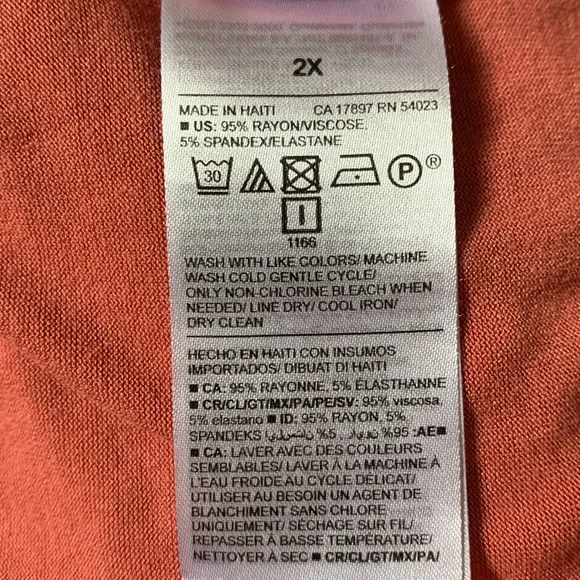 2X
MADE IN HAITI CA 17897 RN 54023
■ US: 95% RAYON/VISCOSE,
5% SPANDEX/ELASTANE
30 P ®
I
1166
WASH WITH LIKE COLORS/ MACHINE
WASH COLD GENTLE CYCLE/
ONLY NON-CHLORINE BLEACH WHEN
NEEDED/ LINE DRY/ COOL IRON/
DRY CLEAN
HECHO EN HAITI CON INSUMOS
IMPORTADOS/ DIBUAT DI HAITI
■ CA: 95% RAYONNE, 5% ÉLASTHANNE
■ CR/CL/GT/MX/PA/PE/SV: 95% viscosa,
5% elastano ■ ID: 95% RAYON, 5%
SPANDEKS ■ AE: 95% 5%
■ CA: LAVER AVEC DES COULEURS
SEMBLABLES/ LAVER À LA MACHINE À
L'EAU FROIDE AU CYCLE DÉLICAT/
UTILISER AU BESOIN UN AGENT DE
BLANCHIMENT SANS CHLORE
UNIQUEMENT/ SÉCHAGE SUR FIL/
REPASSER À BASSE TEMPÉRATURE/
NETTOYER À SEC ■ CR/CL/GT/MX/PA/